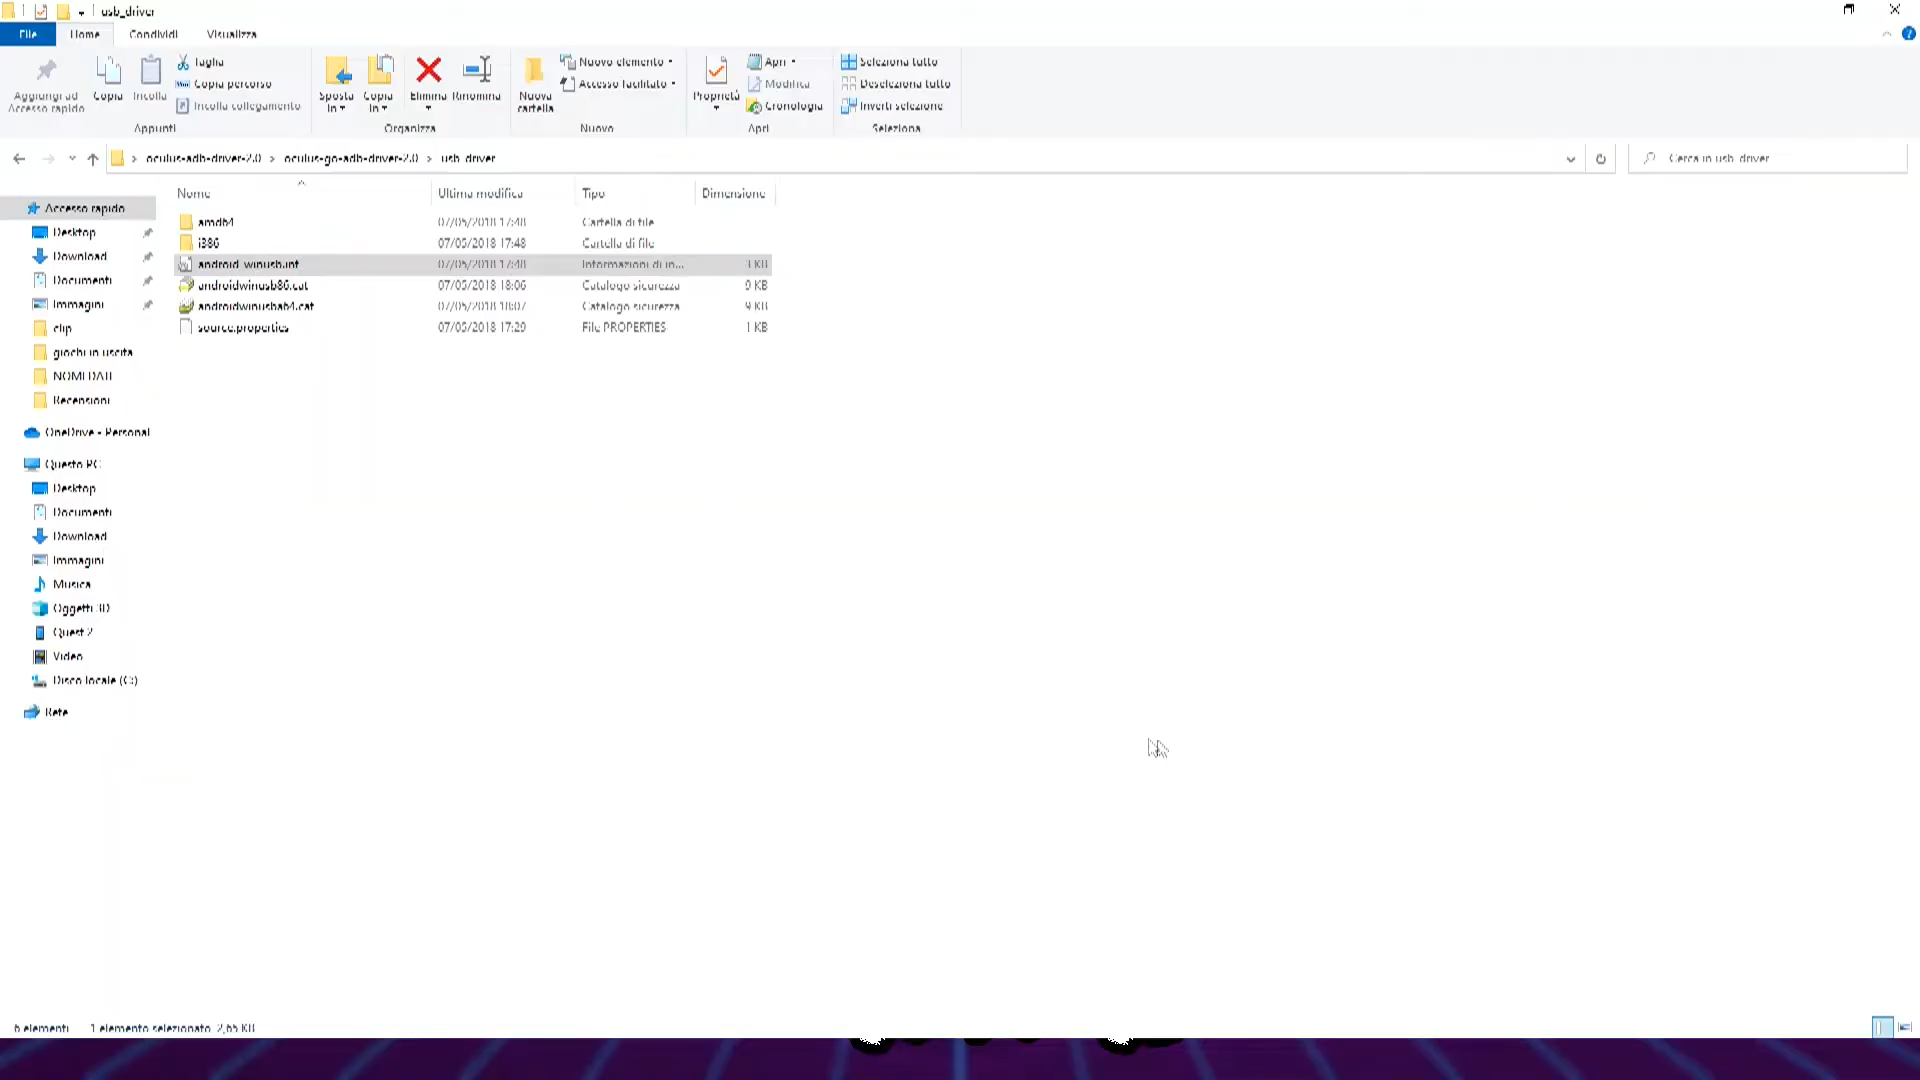 usb_driver
File Home Condividi Visualizza
Aggiungi ad Accesso rapido
Copia
Incolla
Taglia
Copia percorso
Incolla collegamento
Appunti
Sposta in
Copia in
Elimina
Rinomina
Organizza
Nuova cartella
Nuovo elemento
Accesso facilitato
Nuovo
Proprietà
Apri
Modifica
Cronologia
Apri
Seleziona tutto
Deseleziona tutto
Inverti selezione
Seleziona
oculus-adb-driver-2.0 > oculus-go-adb-driver-2.0 > usb_driver
Cerca in usb_driver
Nome Ultima modifica Tipo Dimensione
amd64 07/05/2018 17:48 Cartella di file
i386 07/05/2018 17:48 Cartella di file
android_winusb.inf 07/05/2018 17:48 Informazioni di in... 3 KB
androidwinusb86.cat 07/05/2018 18:06 Catalogo sicurezza 9 KB
androidwinusba64.cat 07/05/2018 18:07 Catalogo sicurezza 9 KB
source.properties 07/05/2018 17:29 File PROPERTIES 1 KB
Accesso rapido
Desktop
Download
Documenti
Immagini
clip
giochi in uscita
NOMI DATI
Recensioni
OneDrive - Personal
Questo PC
Desktop
Documenti
Download
Immagini
Musica
Oggetti 3D
Quest 2
Video
Disco locale (C:)
Rete
6 elementi 1 elemento selezionato 2,65 KB